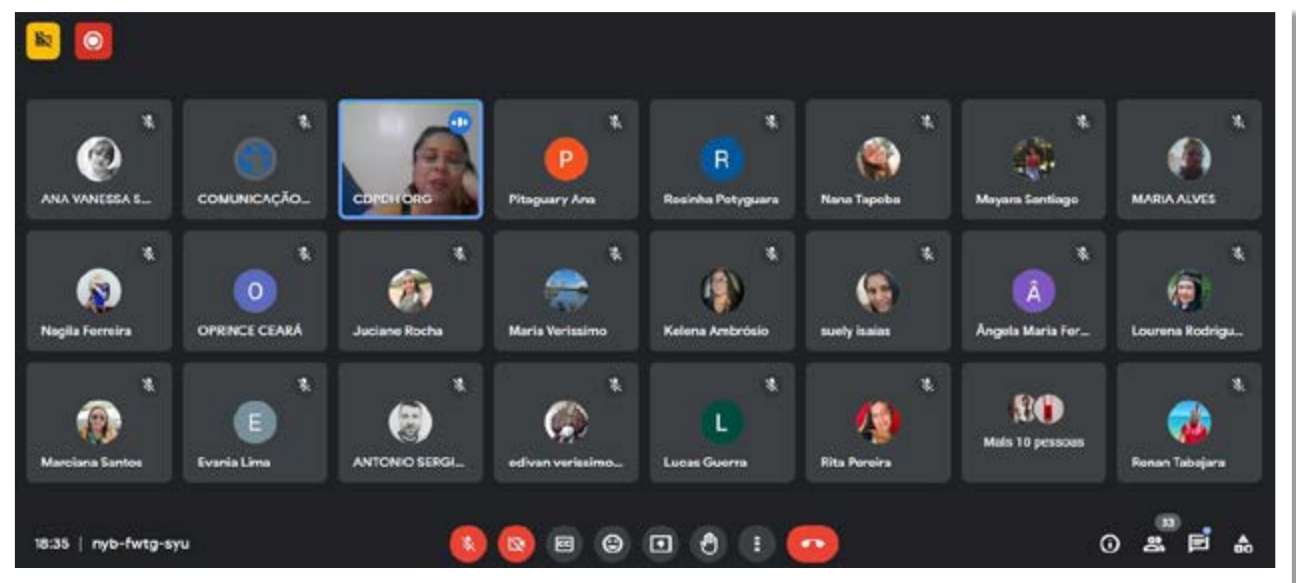 ANA VANESSA S...
COMUNICAÇÃO...
CDPDH ORG
P
Pitaguary Ana
R
Rosinha Potyguara
Nana Tapeba
Mayara Santiago
MARIA ALVES
Nagila Ferreira
O
OPRINCE CEARÁ
Juciane Rocha
Maria Verissimo
Kelena Ambrósio
suely isaias
Â
Ângela Maria Fer...
Lourena Rodrigu...
Marciana Santos
E
Evania Lima
ANTONIO SERGI...
edivan verissimo...
L
Lucas Guerra
Rita Pereira
Mais 10 pessoas
Renan Tabajara
18:35 | nyb-fwtg-syu
33